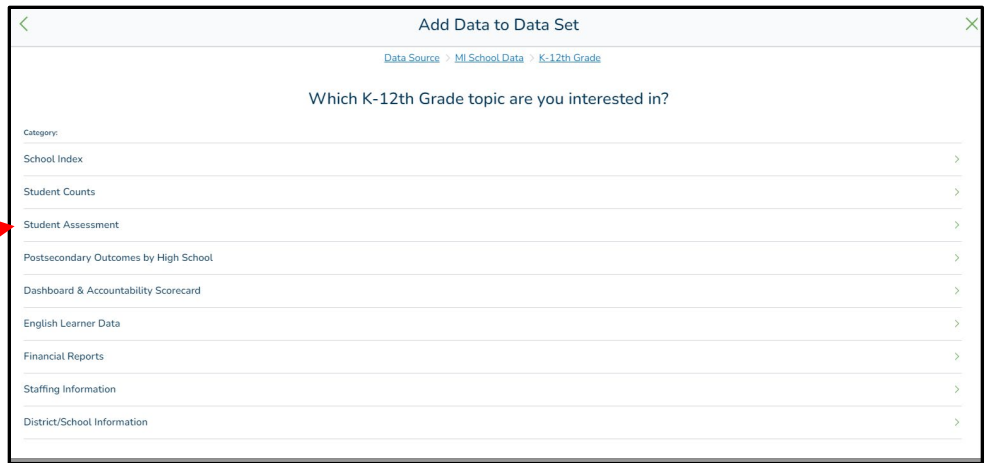 Add Data to Data Set
Data Source > MI School Data > K-12th Grade
Which K-12th Grade topic are you interested in?
Category:
School Index
Student Counts
Student Assessment
Postsecondary Outcomes by High School
Dashboard & Accountability Scorecard
English Learner Data
Financial Reports
Staffing Information
District/School Information